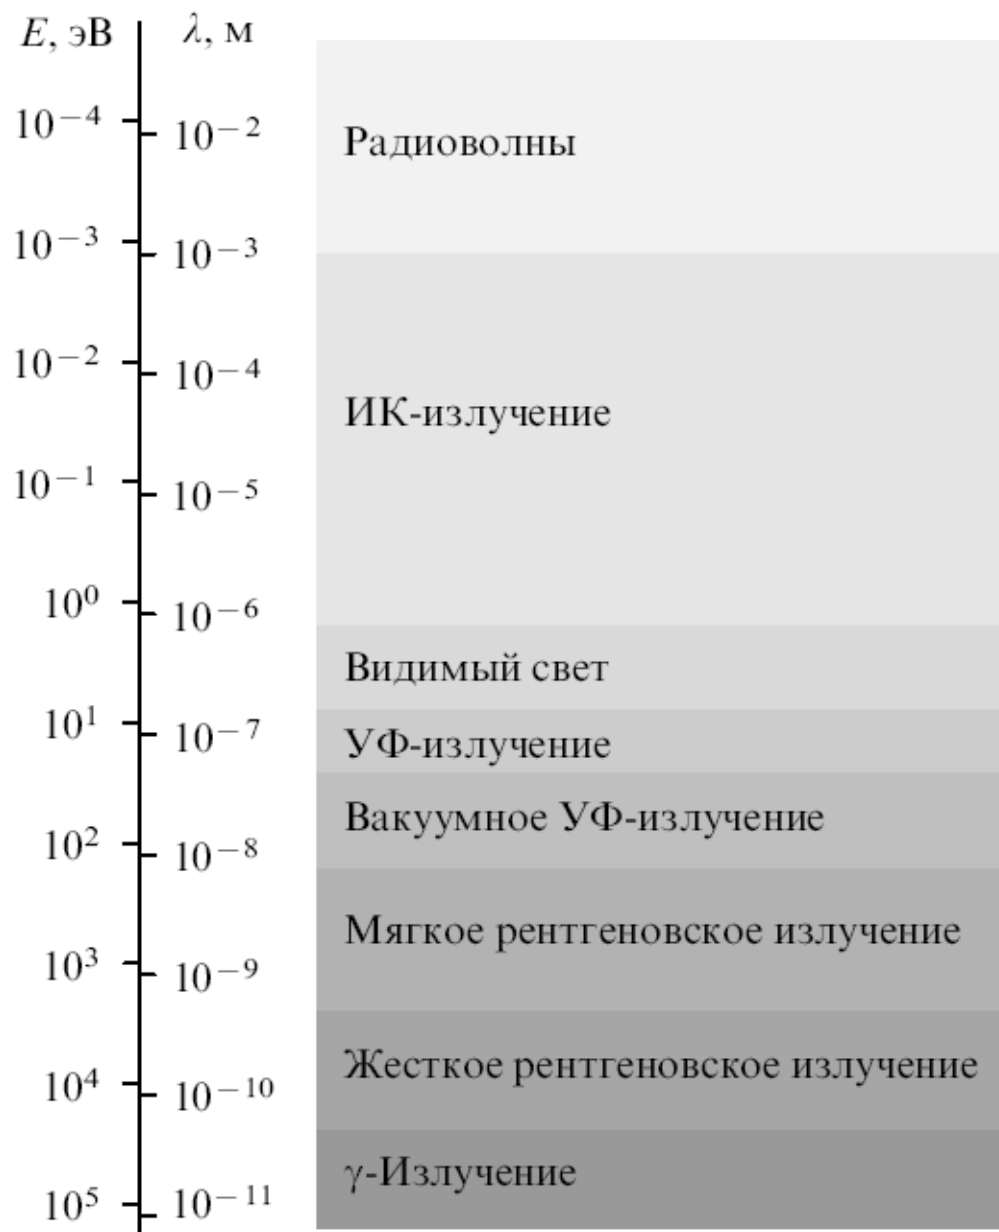 E, эВ λ, м
10⁻⁴ 10⁻² Радиоволны
10⁻³ 10⁻³
10⁻² 10⁻⁴ ИК-излучение
10⁻¹ 10⁻⁵
10⁰ 10⁻⁶
Видимый свет
10¹ 10⁻⁷ УФ-излучение
Вакуумное УФ-излучение
10² 10⁻⁸
Мягкое рентгеновское излучение
10³ 10⁻⁹
Жесткое рентгеновское излучение
10⁴ 10⁻¹⁰
γ-Излучение
10⁵ 10⁻¹¹